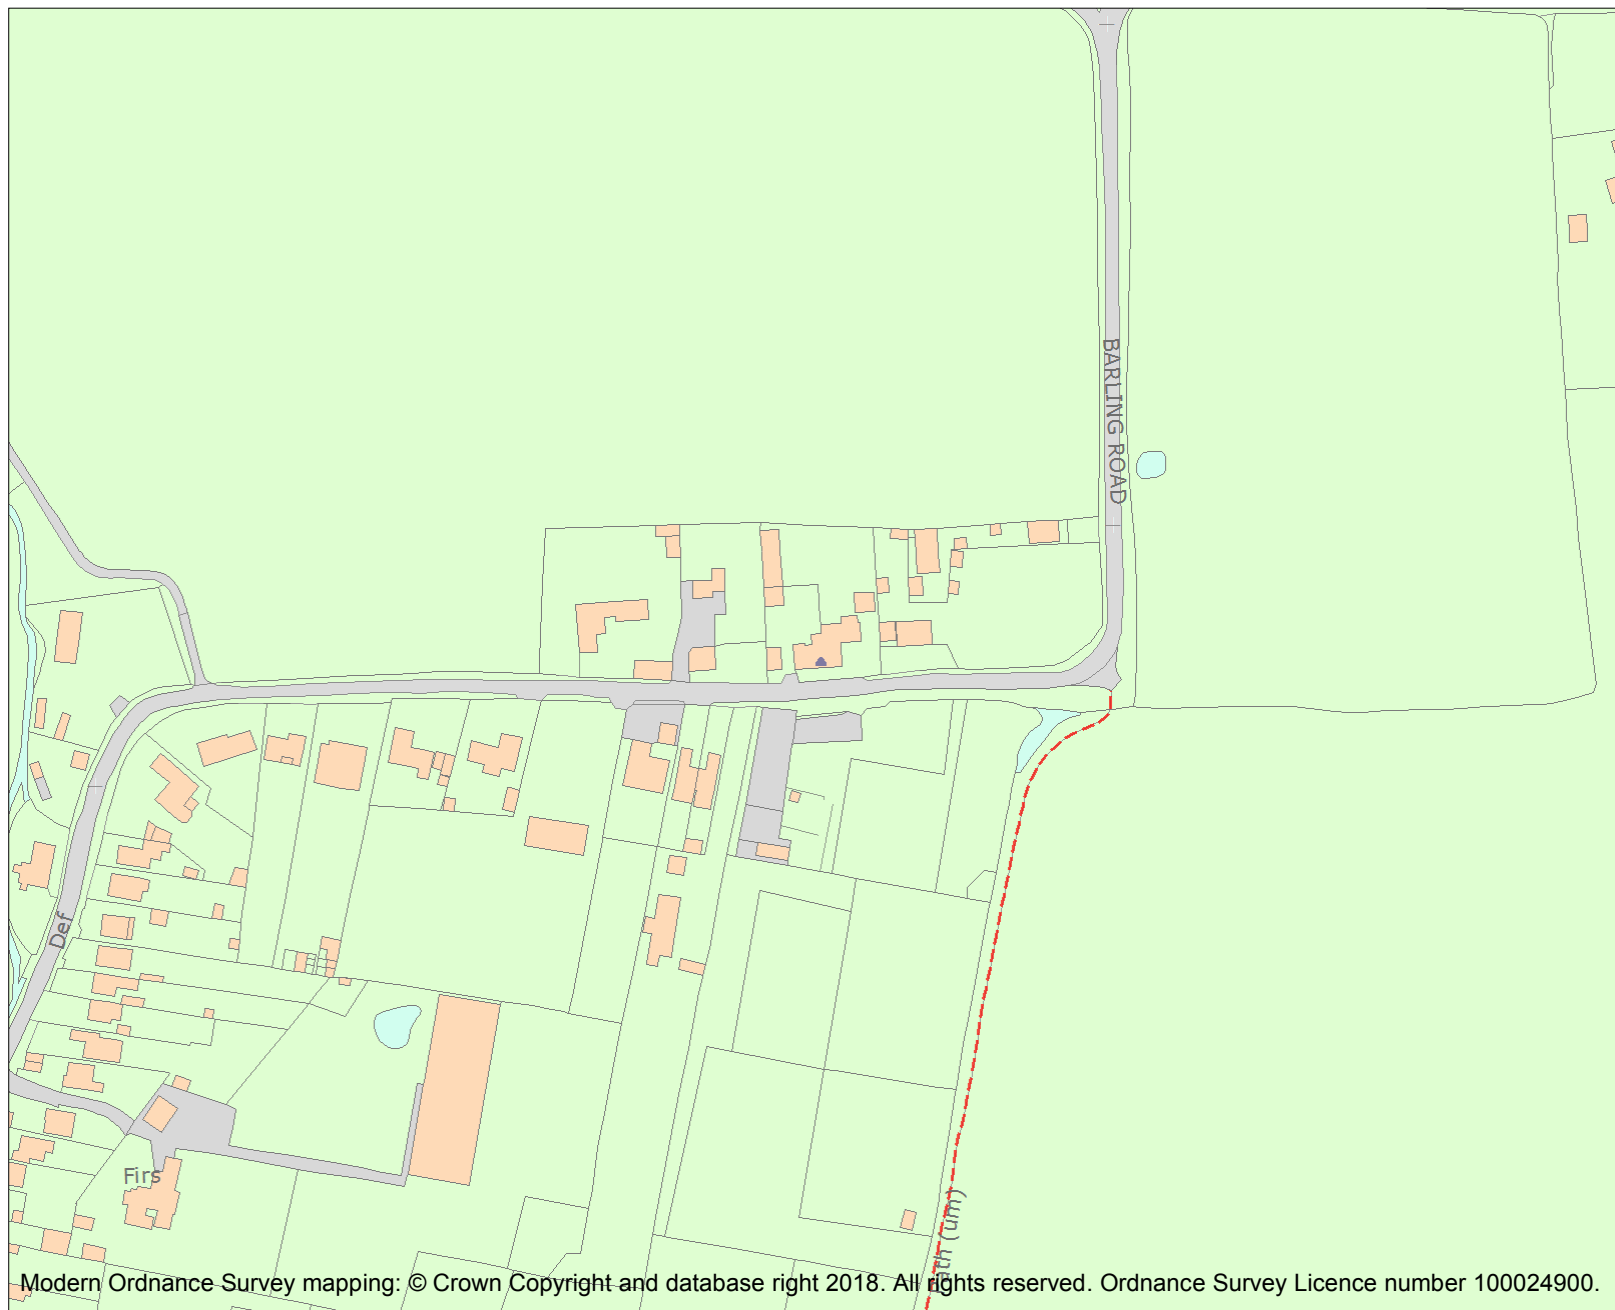 BARLING ROAD
Def
Firs
Path (um)
Modern Ordnance Survey mapping: © Crown Copyright and database right 2018. All rights reserved. Ordnance Survey Licence number 100024900.